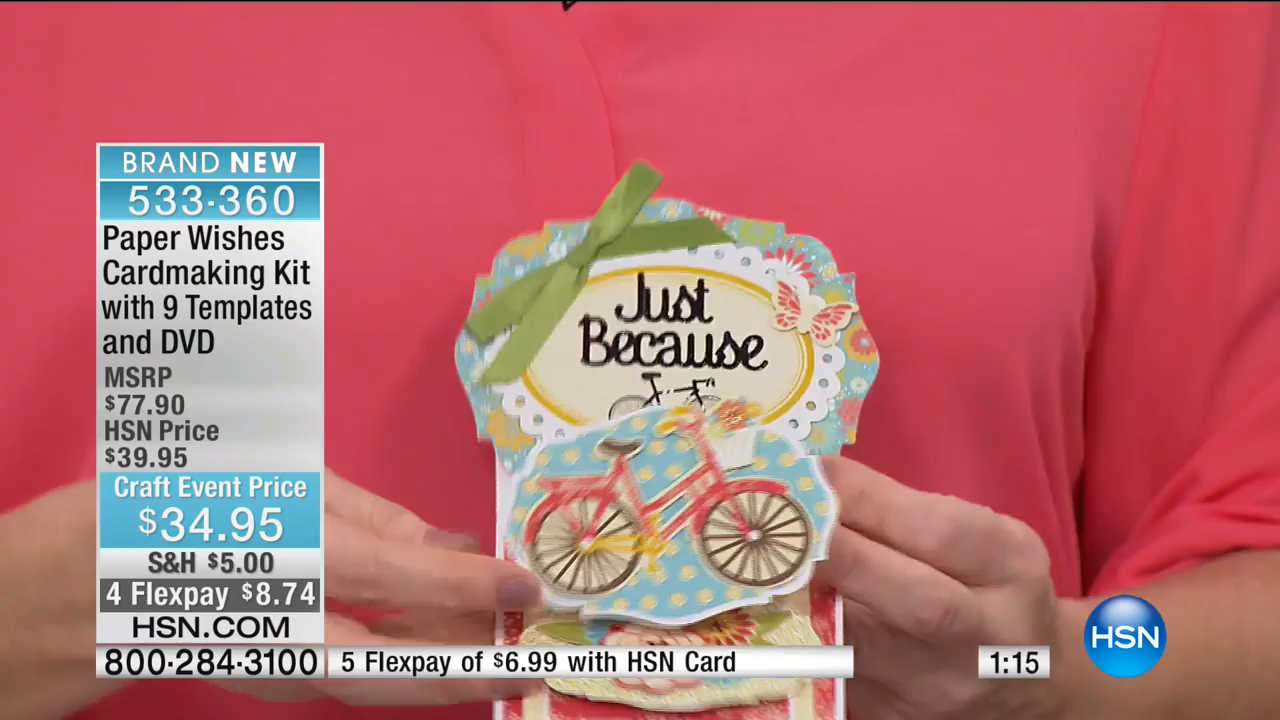 BRAND NEW
533-360
Paper Wishes
Cardmaking Kit
with 9 Templates
and DVD
MSRP
$77.90
HSN Price
$39.95
Craft Event Price
$34.95
S&H $5.00
4 Flexpay $8.74
HSN.COM
800-284-3100
5 Flexpay of $6.99 with HSN Card
1:15
HSN
Just
Because